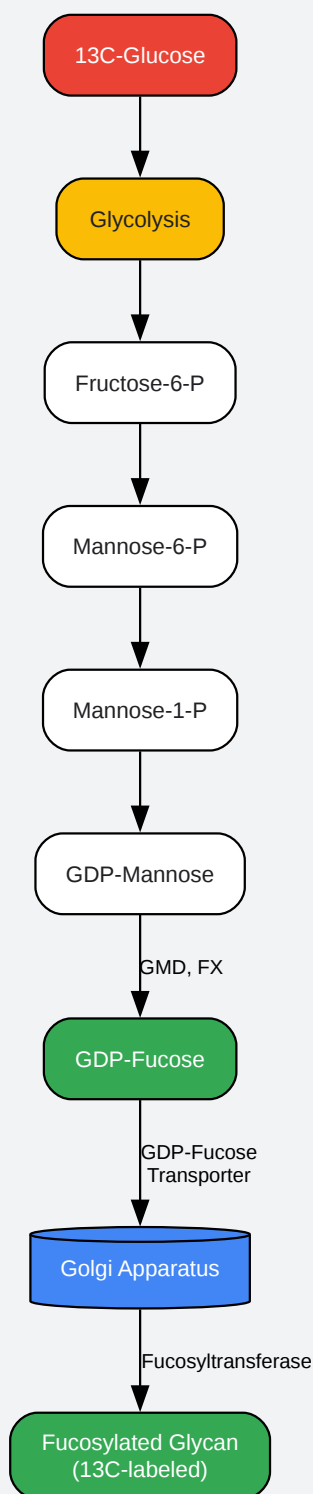 13C-Glucose
Glycolysis
Fructose-6-P
Mannose-6-P
Mannose-1-P
GDP-Mannose
GMD, FX
GDP-Fucose
GDP-Fucose
Transporter
Golgi Apparatus
Fucosyltransferase
Fucosylated Glycan
(13C-labeled)